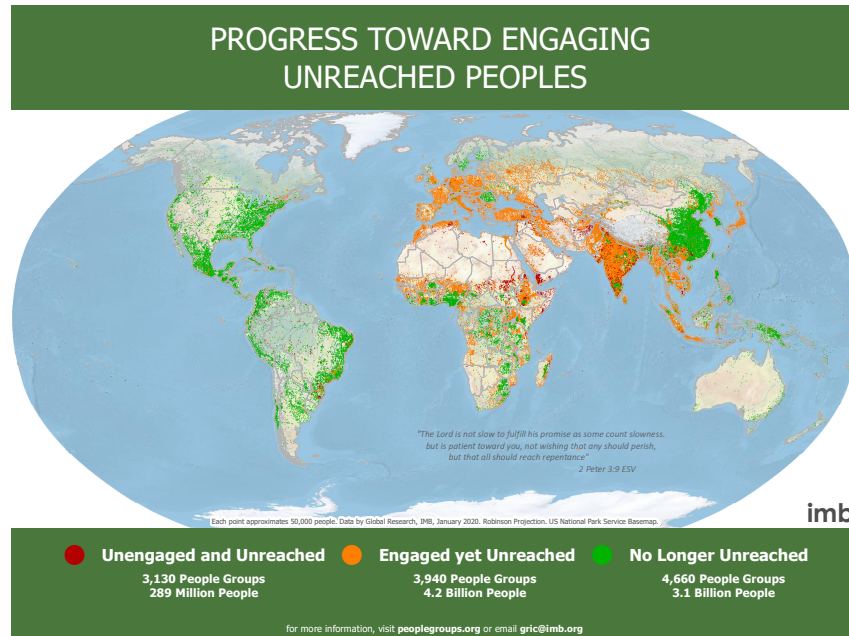 PROGRESS TOWARD ENGAGING
UNREACHED PEOPLES
"The Lord is not slow to fulfill his promise as some count slowness.
but is patient toward you, not wishing that any should perish,
but that all should reach repentance"
2 Peter 3:9 ESV
Each point approximates 50,000 people. Data by Global Research, IMB, January 2020. Robinson Projection. US National Park Service Basemap.
imb
Unengaged and Unreached
3,130 People Groups
289 Million People
Engaged yet Unreached
3,940 People Groups
4.2 Billion People
No Longer Unreached
4,660 People Groups
3.1 Billion People
for more information, visit peoplegroups.org or email gric@imb.org